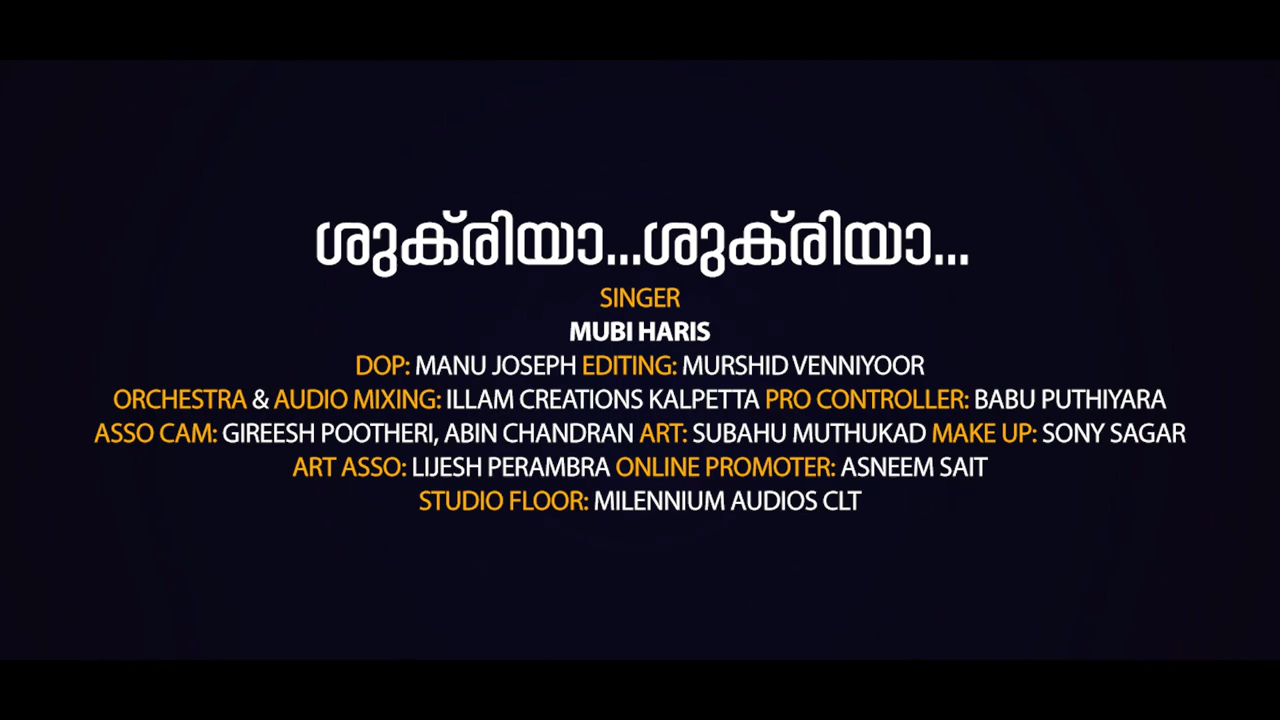 ശുക്രിയാ...ശുക്രിയാ...
SINGER
MUBI HARIS
DOP: MANU JOSEPH EDITING: MURSHID VENNIYOOR
ORCHESTRA & AUDIO MIXING: ILLAM CREATIONS KALPETTA PRO CONTROLLER: BABU PUTHIYARA
ASSO CAM: GIREESH POOTHERI, ABIN CHANDRAN ART: SUBAHU MUTHUKAD MAKE UP: SONY SAGAR
ART ASSO: LIJESH PERAMBRA ONLINE PROMOTER: ASNEEM SAIT
STUDIO FLOOR: MILENNIUM AUDIOS CLT